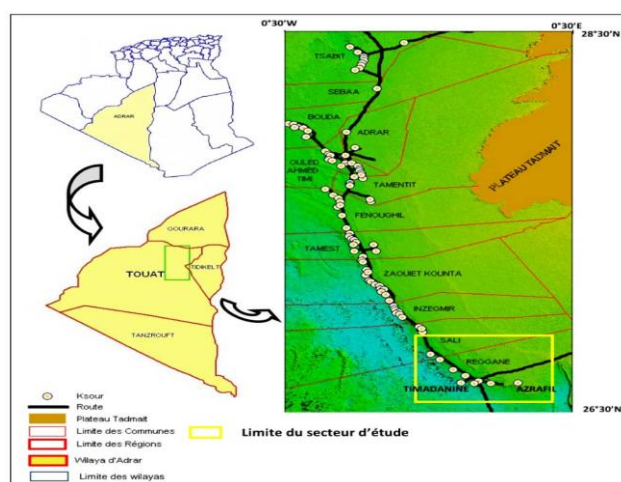 0°30'W
0°30'E
28°30'N
TSABIT
SEBAA
BOUDA
ADRAR
ADRAR
PLATEAU TADMAIT
OULED
AHMED
TIMI
TAMENTIT
FENOUGHIL
GOURARA
TOUAT
TIDIKELT
TAMEST
ZAOUIET KOUNTA
TANZROUFT
INZEGMIR
SALI
REGGANE
TIMADANINE
AZRAFIL
26°30'N
Ksour
Route
Plateau Tadmait
Limite des Communes
Limite des Régions
Wilaya d'Adrar
Limite des wilayas
Limite du secteur d'étude